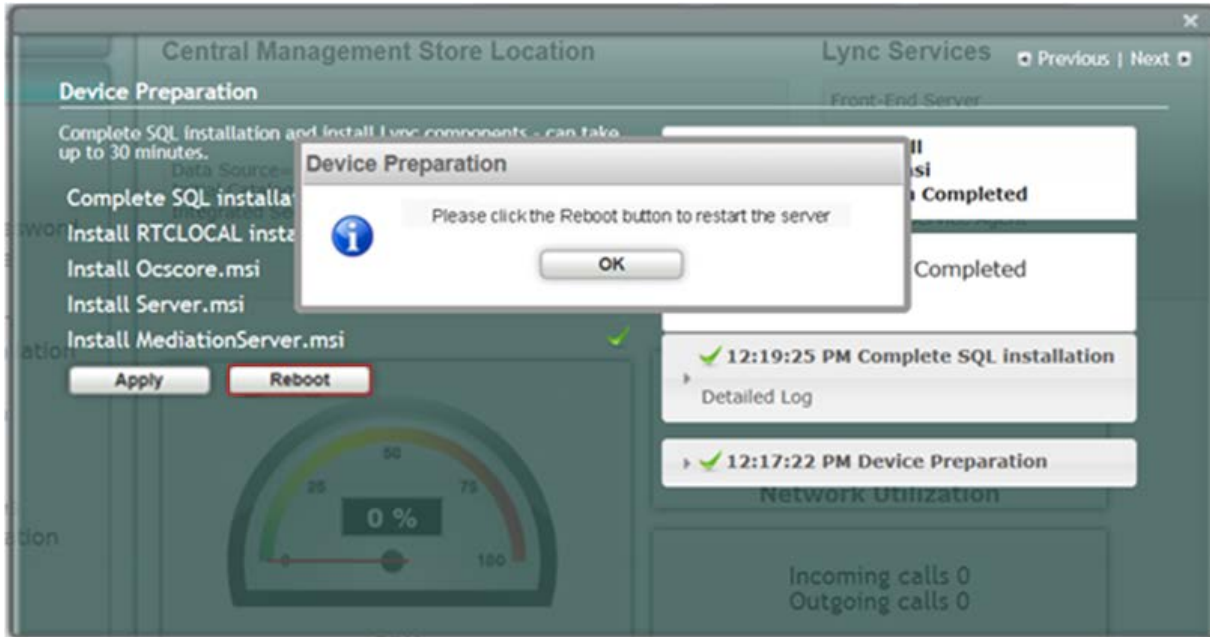 Central Management Store Location
Lync Services
Previous | Next
Device Preparation
Front-End Server
Complete SQL installation and install Lync components - can take
up to 30 minutes.
Data Source=
Device Preparation
Please click the Reboot button to restart the server
OK
Complete SQL installa
Install RTCLOCAL insta
Install Ocscore.msi
Install Server.msi
Install MediationServer.msi
Apply
Reboot
Completed
Completed
12:19:25 PM Complete SQL installation
Detailed Log
12:17:22 PM Device Preparation
Network Utilization
0
25
50
75
100
0 %
Incoming calls 0
Outgoing calls 0